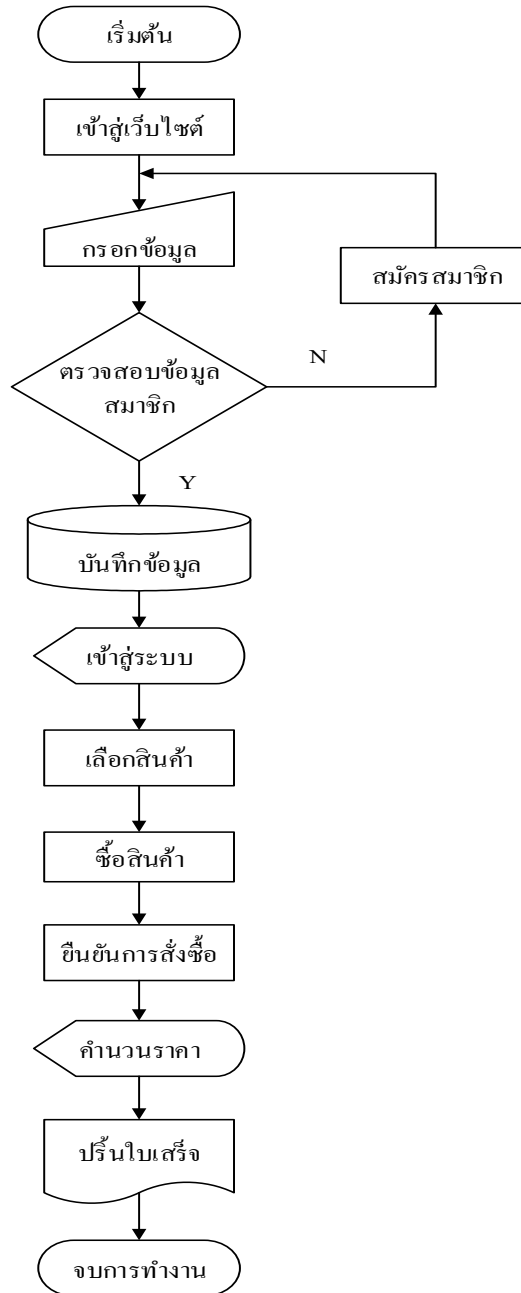 เริ่มต้น
เข้าสู่เว็บไซต์
กรอกข้อมูล
สมัครสมาชิก
ตรวจสอบข้อมูล
สมาชิก
N
Y
บันทึกข้อมูล
เข้าสู่ระบบ
เลือกสินค้า
ซื้อสินค้า
ยืนยันการสั่งซื้อ
คำนวนราคา
ปริ้นใบเสร็จ
จบการทำงาน